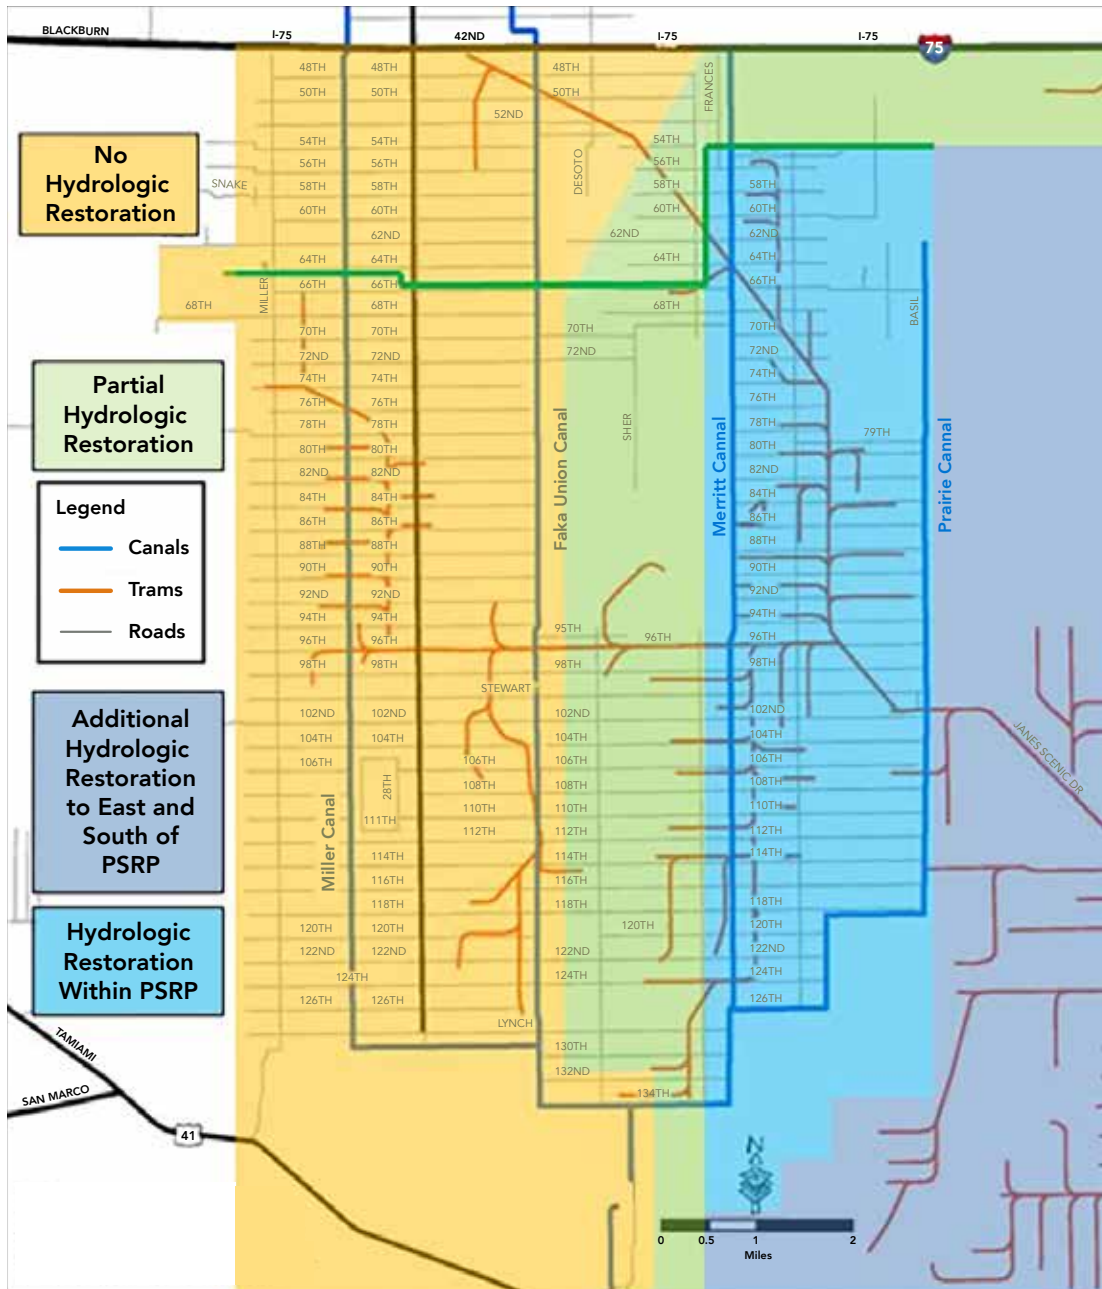 BLACKBURN
I-75
42ND
I-75
I-75
75
48TH
48TH
48TH
FRANCES
50TH
50TH
50TH
52ND
54TH
54TH
54TH
DESOTO
56TH
56TH
56TH
SNAKE
58TH
58TH
58TH
58TH
60TH
60TH
60TH
60TH
62ND
62ND
62ND
64TH
64TH
64TH
64TH
MILLER
66TH
66TH
66TH
68TH
68TH
68TH
BASIL
70TH
70TH
70TH
70TH
72ND
72ND
72ND
72ND
74TH
74TH
74TH
76TH
76TH
76TH
78TH
78TH
78TH
SHER
79TH
80TH
80TH
80TH
82ND
82ND
82ND
84TH
84TH
84TH
86TH
86TH
86TH
88TH
88TH
88TH
90TH
90TH
90TH
92ND
92ND
92ND
94TH
94TH
94TH
95TH
96TH
96TH
96TH
96TH
98TH
98TH
98TH
98TH
STEWART
102ND
102ND
102ND
102ND
104TH
104TH
104TH
104TH
JANES SCENIC DR
106TH
106TH
106TH
106TH
28TH
108TH
108TH
108TH
110TH
110TH
110TH
111TH
112TH
112TH
112TH
114TH
114TH
114TH
116TH
116TH
118TH
118TH
118TH
120TH
120TH
120TH
120TH
122ND
122ND
122ND
122ND
124TH
124TH
124TH
126TH
126TH
126TH
LYNCH
130TH
132ND
134TH
Miller Canal
Faka Union Canal
Merritt Cannal
Prairie Cannal
No
Hydrologic
Restoration
Partial
Hydrologic
Restoration
Legend
Canals
Trams
Roads
Additional
Hydrologic
Restoration
to East and
South of
PSRP
Hydrologic
Restoration
Within PSRP
TAMIAMI
SAN MARCO
41
N
0
0.5
1
2
Miles